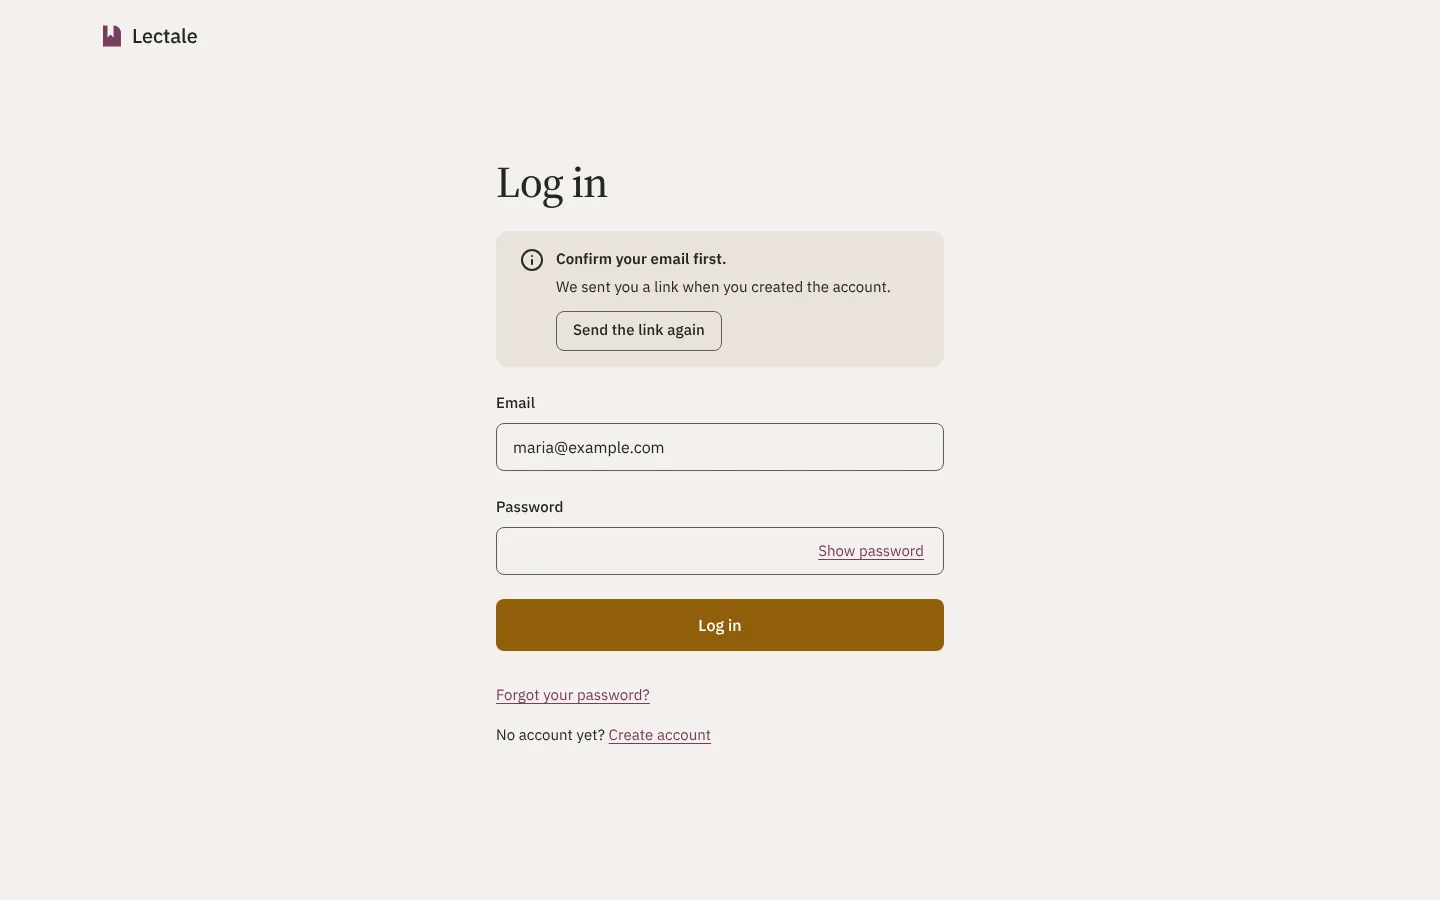 Lectale
Log in
Confirm your email first.
We sent you a link when you created the account.
Send the link again
Email
maria@example.com
Password
Show password
Log in
Forgot your password?
No account yet? Create account